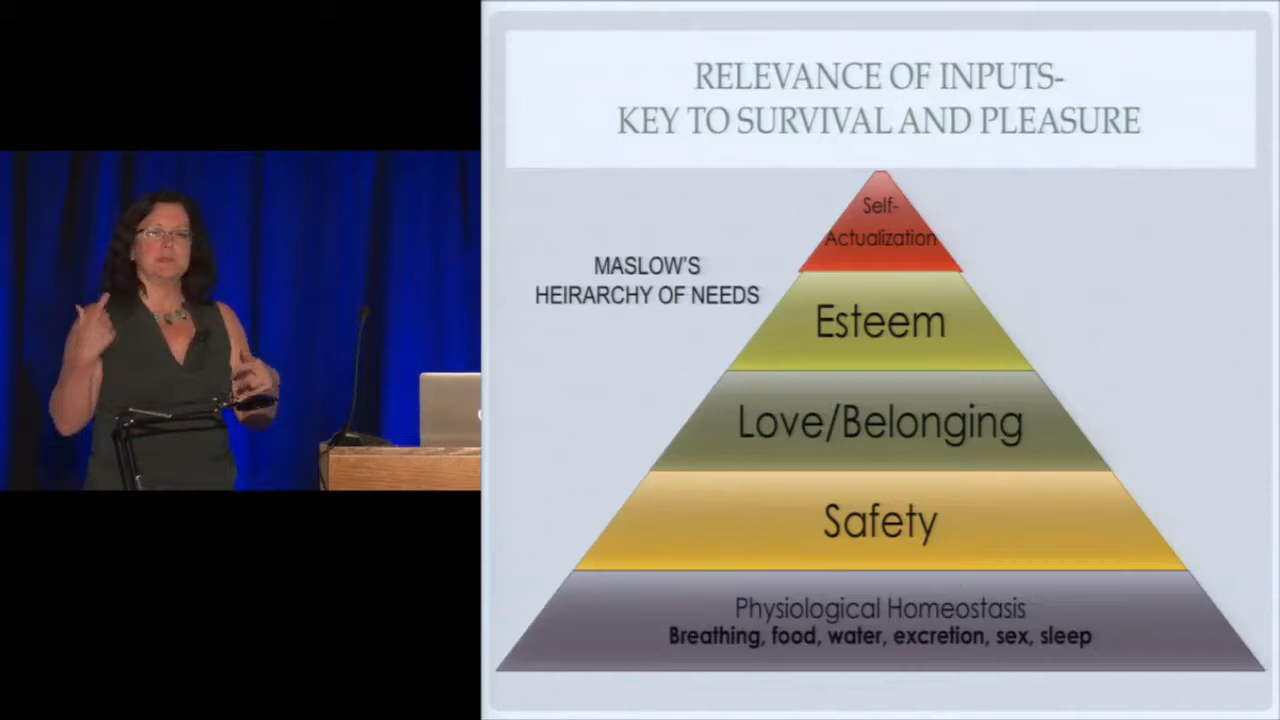 RELEVANCE OF INPUTS-
KEY TO SURVIVAL AND PLEASURE
MASLOW'S
HEIRARCHY OF NEEDS
Self-
Actualization
Esteem
Love/Belonging
Safety
Physiological Homeostasis
Breathing, food, water, excretion, sex, sleep